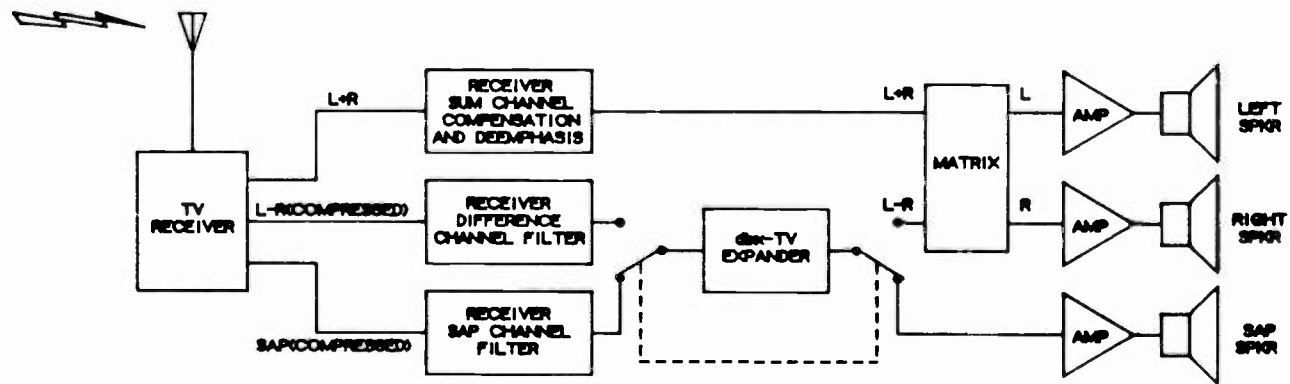 L+R
RECEIVER
SUM CHANNEL
COMPENSATION
AND DEEMPHASIS
L+R
L
AMP
LEFT
SPKR
MATRIX
TV
RECEIVER
L-R(COMPRESSED)
RECEIVER
DIFFERENCE
CHANNEL FILTER
L-R
R
AMP
RIGHT
SPKR
dbx-TV
EXPANDER
SAP(COMPRESSED)
RECEIVER
SAP CHANNEL
FILTER
AMP
SAP
SPKR